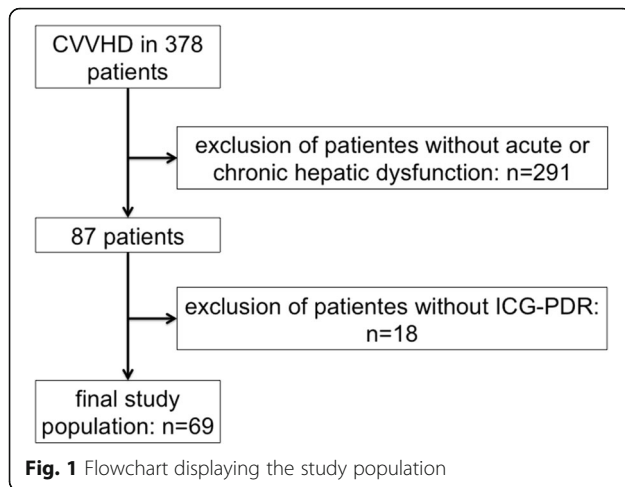 CVVHD in 378
patients
exclusion of patientes without acute or
chronic hepatic dysfunction: n=291
87 patients
exclusion of patientes without ICG-PDR:
n=18
final study
population: n=69
Fig. 1 Flowchart displaying the study population